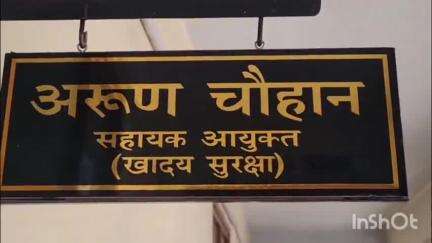 अरूण चौहान
सहायक आयुक्त
(खादय सुरक्षा)
INSHOT